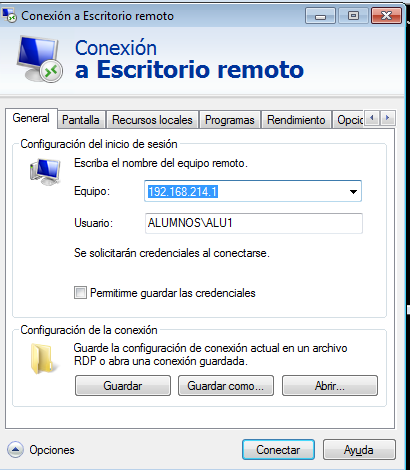 Conexión a Escritorio remoto
Conexión
a Escritorio remoto
General Pantalla Recursos locales Programas Rendimiento Opcic
Configuración del inicio de sesión
Escriba el nombre del equipo remoto.
Equipo: 192.168.214.1
Usuario: ALUMNOS\ALU1
Se solicitarán credenciales al conectarse.
Permitirme guardar las credenciales
Configuración de la conexión
Guarde la configuración de conexión actual en un archivo
RDP o abra una conexión guardada.
Guardar Guardar como... Abrir...
Opciones Conectar Ayuda